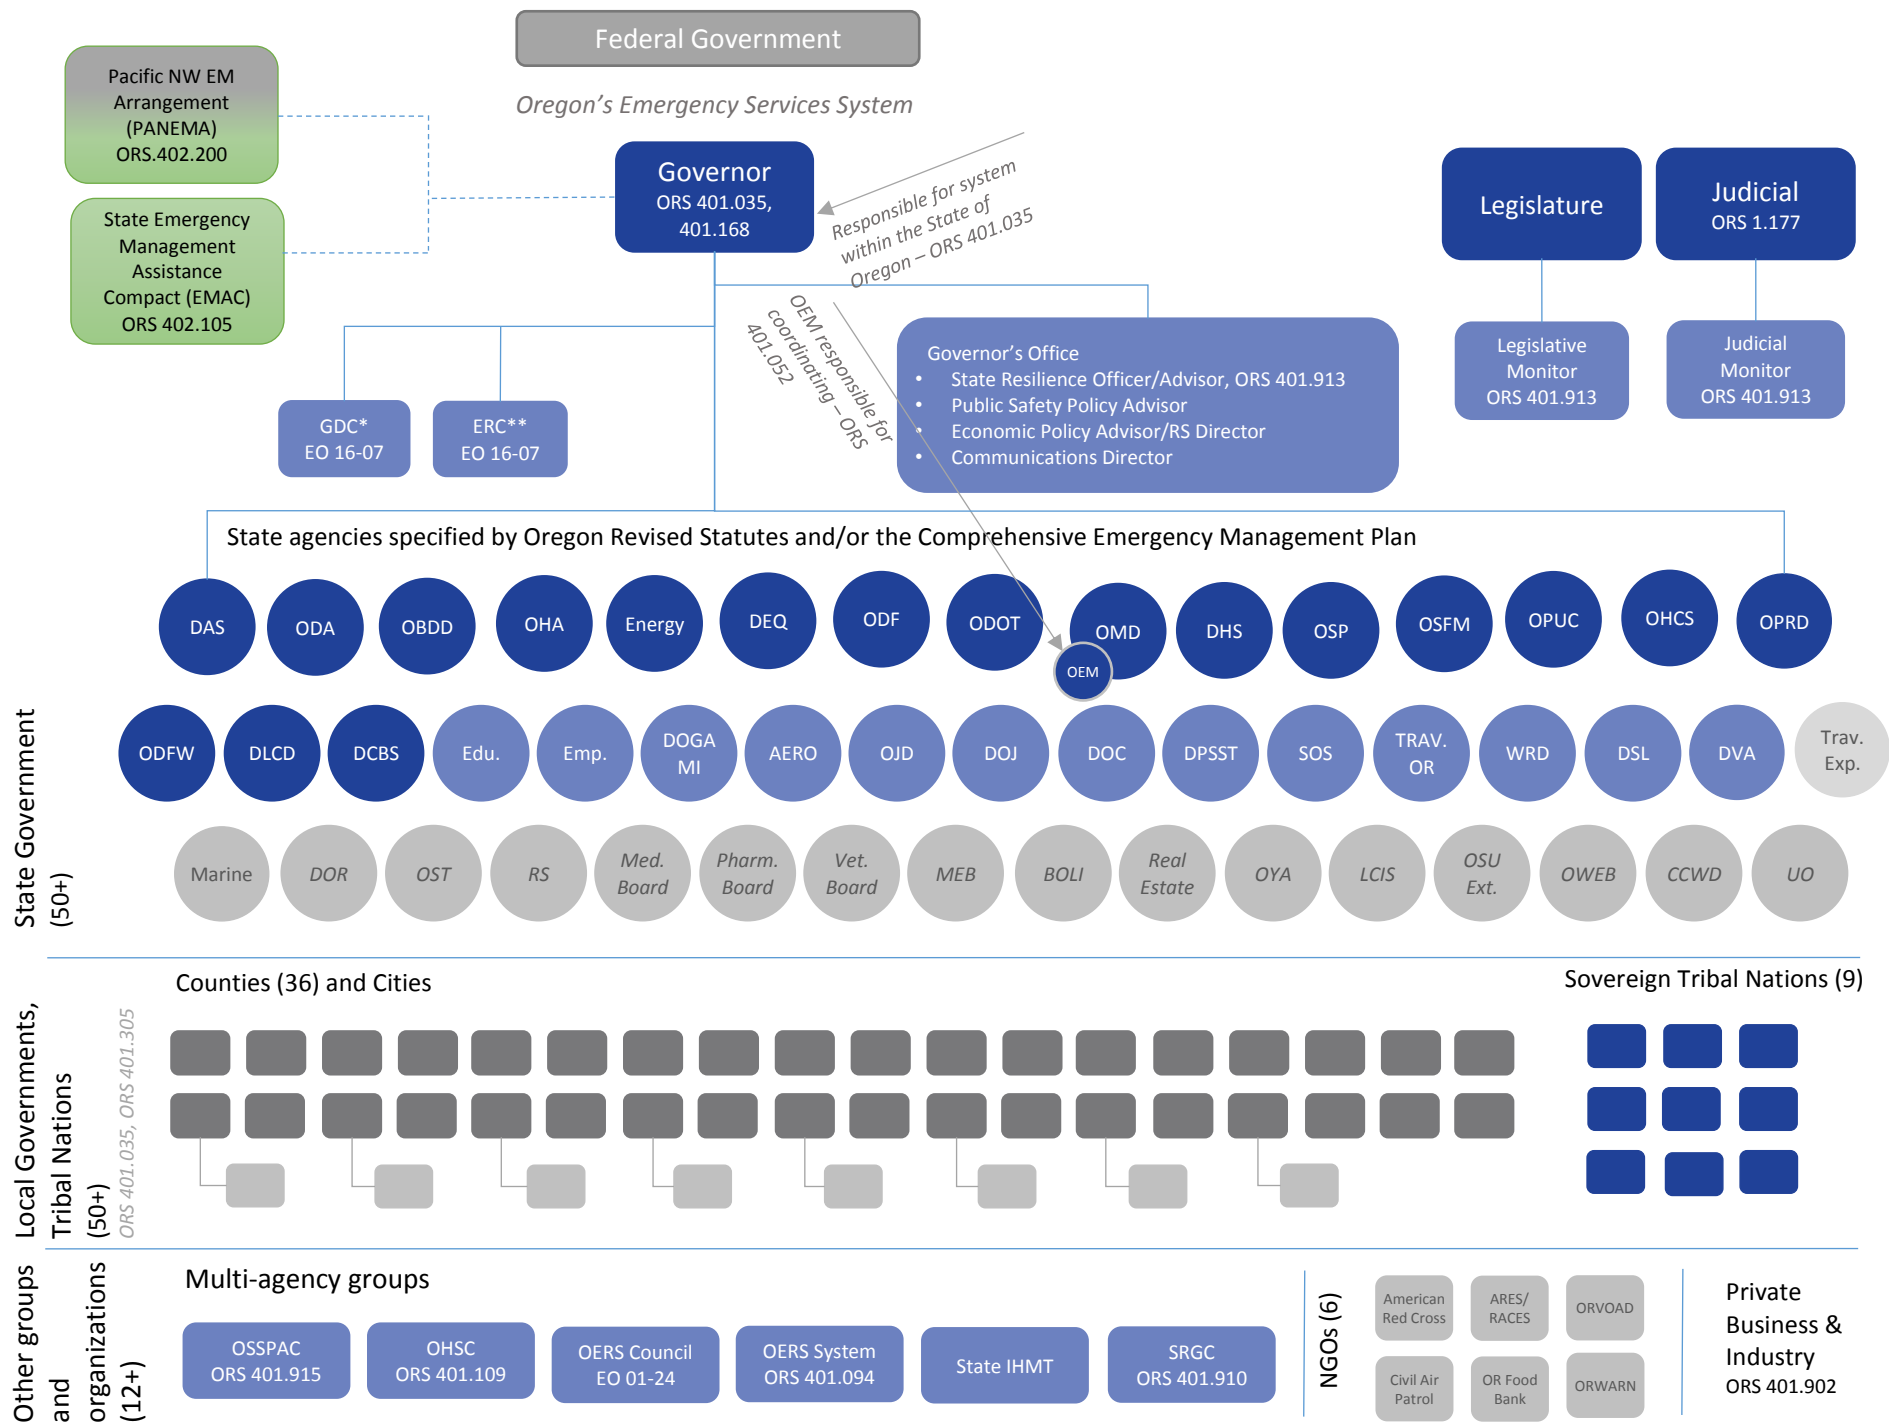 Federal Government
Oregon's Emergency Services System
Pacific NW EM
Arrangement
(PANEMA)
ORS.402.200
State Emergency
Management
Assistance
Compact (EMAC)
ORS 402.105
Governor
ORS 401.035,
401.168
Responsible for system
within the State of
Oregon – ORS 401.035
OEM responsible for
coordinating – ORS
401.052
Legislature
Judicial
ORS 1.177
Legislative
Monitor
ORS 401.913
Judicial
Monitor
ORS 401.913
GDC*
EO 16-07
ERC**
EO 16-07
Governor's Office
• State Resilience Officer/Advisor, ORS 401.913
• Public Safety Policy Advisor
• Economic Policy Advisor/RS Director
• Communications Director
State agencies specified by Oregon Revised Statutes and/or the Comprehensive Emergency Management Plan
State Government
(50+)
DAS
ODA
OBDD
OHA
Energy
DEQ
ODF
ODOT
OMD
OEM
DHS
OSP
OSFM
OPUC
OHCS
OPRD
ODFW
DLCD
DCBS
Edu.
Emp.
DOGA
MI
AERO
OJD
DOJ
DOC
DPSST
SOS
TRAV.
OR
WRD
DSL
DVA
Trav.
Exp.
Marine
DOR
OST
RS
Med.
Board
Pharm.
Board
Vet.
Board
MEB
BOLI
Real
Estate
OYA
LCIS
OSU
Ext.
OWEB
CCWD
UO
Local Governments,
Tribal Nations
(50+)
ORS 401.035, ORS 401.305
Counties (36) and Cities
Sovereign Tribal Nations (9)
Other groups
and
organizations
(12+)
Multi-agency groups
OSSPAC
ORS 401.915
OHSC
ORS 401.109
OERS Council
EO 01-24
OERS System
ORS 401.094
State IHMT
SRGC
ORS 401.910
NGOs (6)
American
Red Cross
ARES/
RACES
ORVOAD
Civil Air
Patrol
OR Food
Bank
ORWARN
Private
Business &
Industry
ORS 401.902